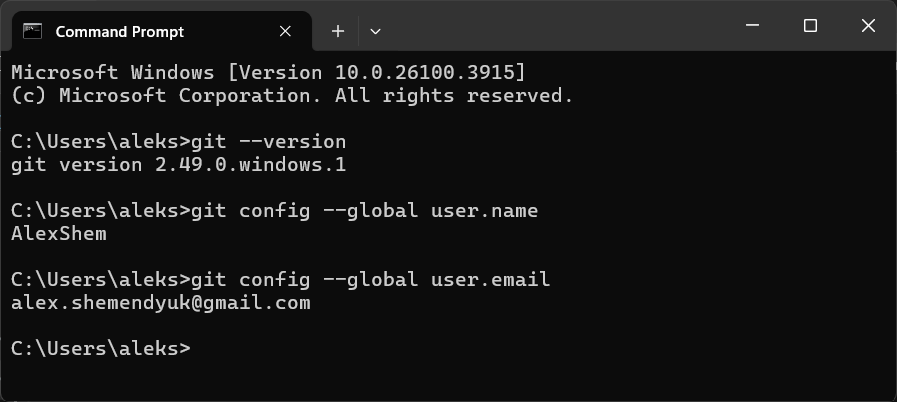 Command Prompt
Microsoft Windows [Version 10.0.26100.3915]
(c) Microsoft Corporation. All rights reserved.
C:\Users\aleks>git --version
git version 2.49.0.windows.1
C:\Users\aleks>git config --global user.name
AlexShem
C:\Users\aleks>git config --global user.email
alex.shemendyuk@gmail.com
C:\Users\aleks>